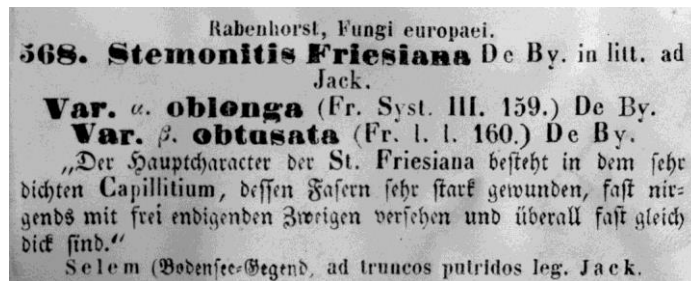 Rabenhorst, Fungi europaei.
568. Stemonitis Friesiana De By. in litt. ad
Jack.
Var. α. oblonga (Fr. Syst. III. 159.) De By.
Var. β. obtusata (Fr. l. l. 160.) De By.
„Der Hauptcharacter der St. Friesiana besteht in dem sehr
dichten Capillitium, dessen Fasern sehr stark gewunden, fast nir-
gends mit frei endigenden Zweigen versehen und überall fast gleich
dick sind.“
Selem (Bodensee-Gegend, ad truncos putridos leg. Jack.